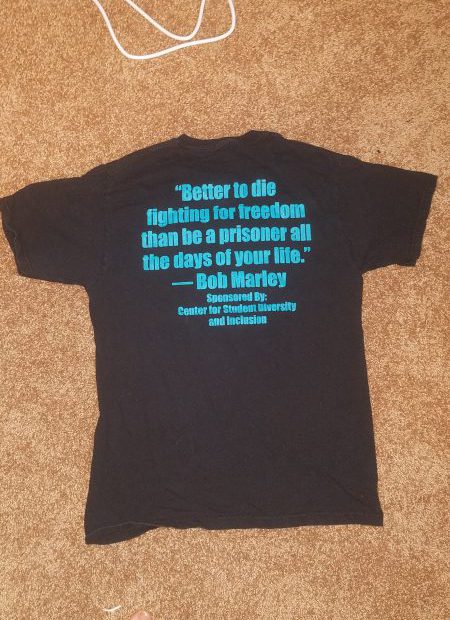 “Better to die
fighting for freedom
than be a prisoner all
the days of your life.”
— Bob Marley
Sponsored By:
Center for Student Diversity
and Inclusion